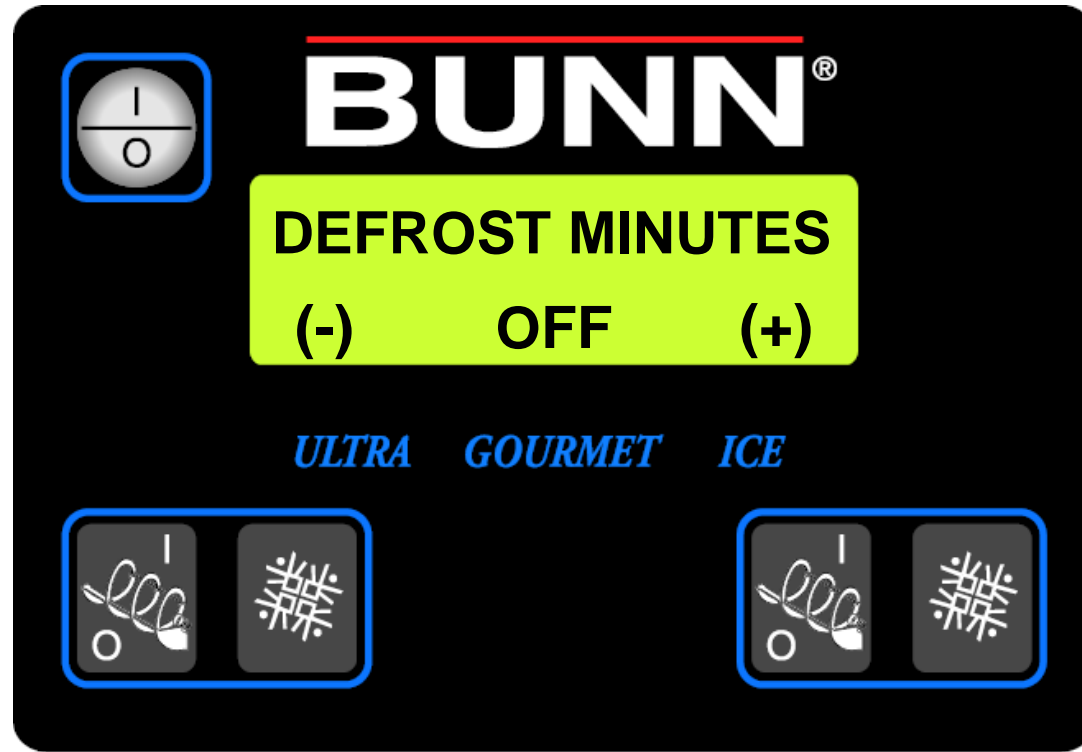 I
O
BUNN®
DEFROST MINUTES
(-) OFF (+)
ULTRA GOURMET ICE
I I
O O